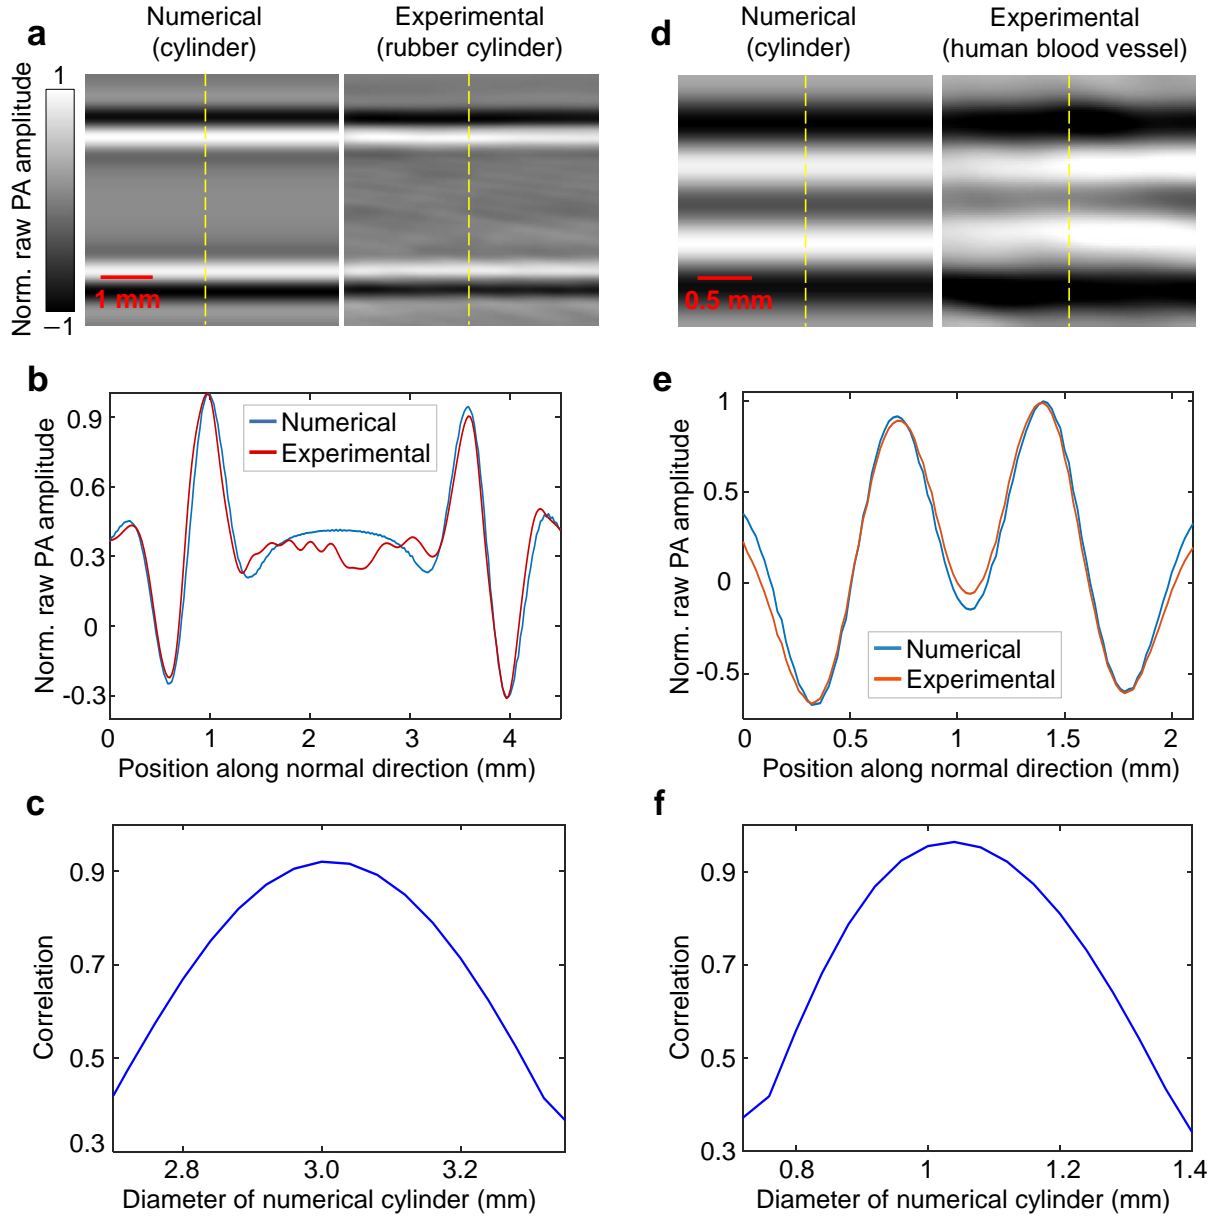 a
Numerical
(cylinder)
Experimental
(rubber cylinder)
Norm. raw PA amplitude
1
−1
1 mm
d
Numerical
(cylinder)
Experimental
(human blood vessel)
0.5 mm
b
Norm. raw PA amplitude
0.9
0.6
0.3
0
-0.3
Numerical
Experimental
0 1 2 3 4
Position along normal direction (mm)
e
Norm. raw PA amplitude
1
0.5
0
-0.5
Numerical
Experimental
0 0.5 1 1.5 2
Position along normal direction (mm)
c
Correlation
0.9
0.7
0.5
0.3
2.8 3.0 3.2
Diameter of numerical cylinder (mm)
f
Correlation
0.9
0.7
0.5
0.3
0.8 1 1.2 1.4
Diameter of numerical cylinder (mm)